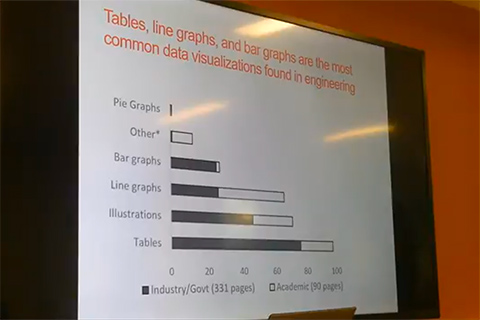 Tables, line graphs, and bar graphs are the most
common data visualizations found in engineering
Pie Graphs
Other*
Bar graphs
Line graphs
Illustrations
Tables
0 20 40 60 80 100
Industry/Govt (331 pages) Academic (90 pages)